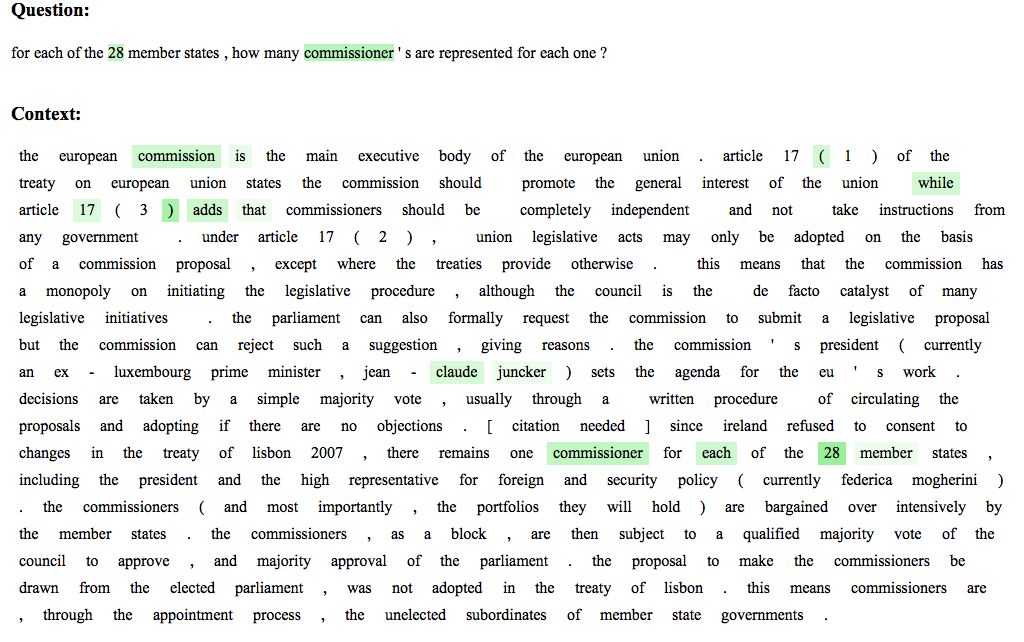 Question:
for each of the 28 member states , how many commissioner ' s are represented for each one ?
Context:
the european commission is the main executive body of the european union . article 17 ( 1 ) of the
treaty on european union states the commission should promote the general interest of the union while
article 17 ( 3 ) adds that commissioners should be completely independent and not take instructions from
any government . under article 17 ( 2 ) , union legislative acts may only be adopted on the basis
of a commission proposal , except where the treaties provide otherwise . this means that the commission has
a monopoly on initiating the legislative procedure , although the council is the de facto catalyst of many
legislative initiatives . the parliament can also formally request the commission to submit a legislative proposal
but the commission can reject such a suggestion , giving reasons . the commission ' s president ( currently
an ex - luxembourg prime minister , jean - claude juncker ) sets the agenda for the eu ' s work .
decisions are taken by a simple majority vote , usually through a written procedure of circulating the
proposals and adopting if there are no objections . [ citation needed ] since ireland refused to consent to
changes in the treaty of lisbon 2007 , there remains one commissioner for each of the 28 member states ,
including the president and the high representative for foreign and security policy ( currently federica mogherini )
. the commissioners ( and most importantly , the portfolios they will hold ) are bargained over intensively by
the member states . the commissioners , as a block , are then subject to a qualified majority vote of the
council to approve , and majority approval of the parliament . the proposal to make the commissioners be
drawn from the elected parliament , was not adopted in the treaty of lisbon . this means commissioners are
, through the appointment process , the unelected subordinates of member state governments .